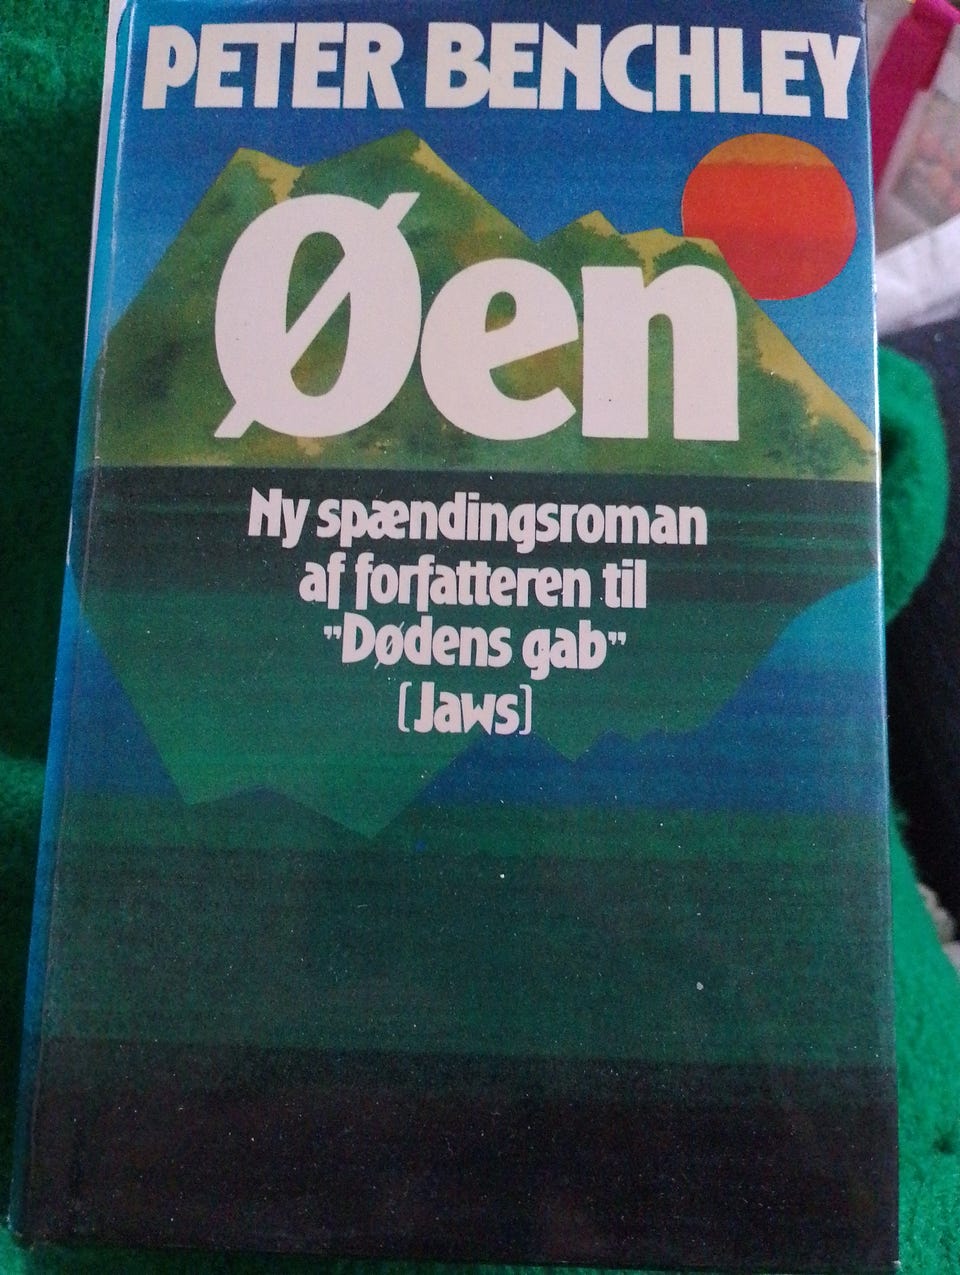 PETER BENCHLEY
Øen
Ny spændingsroman
af forfatteren til
"Dødens gab"
(Jaws)